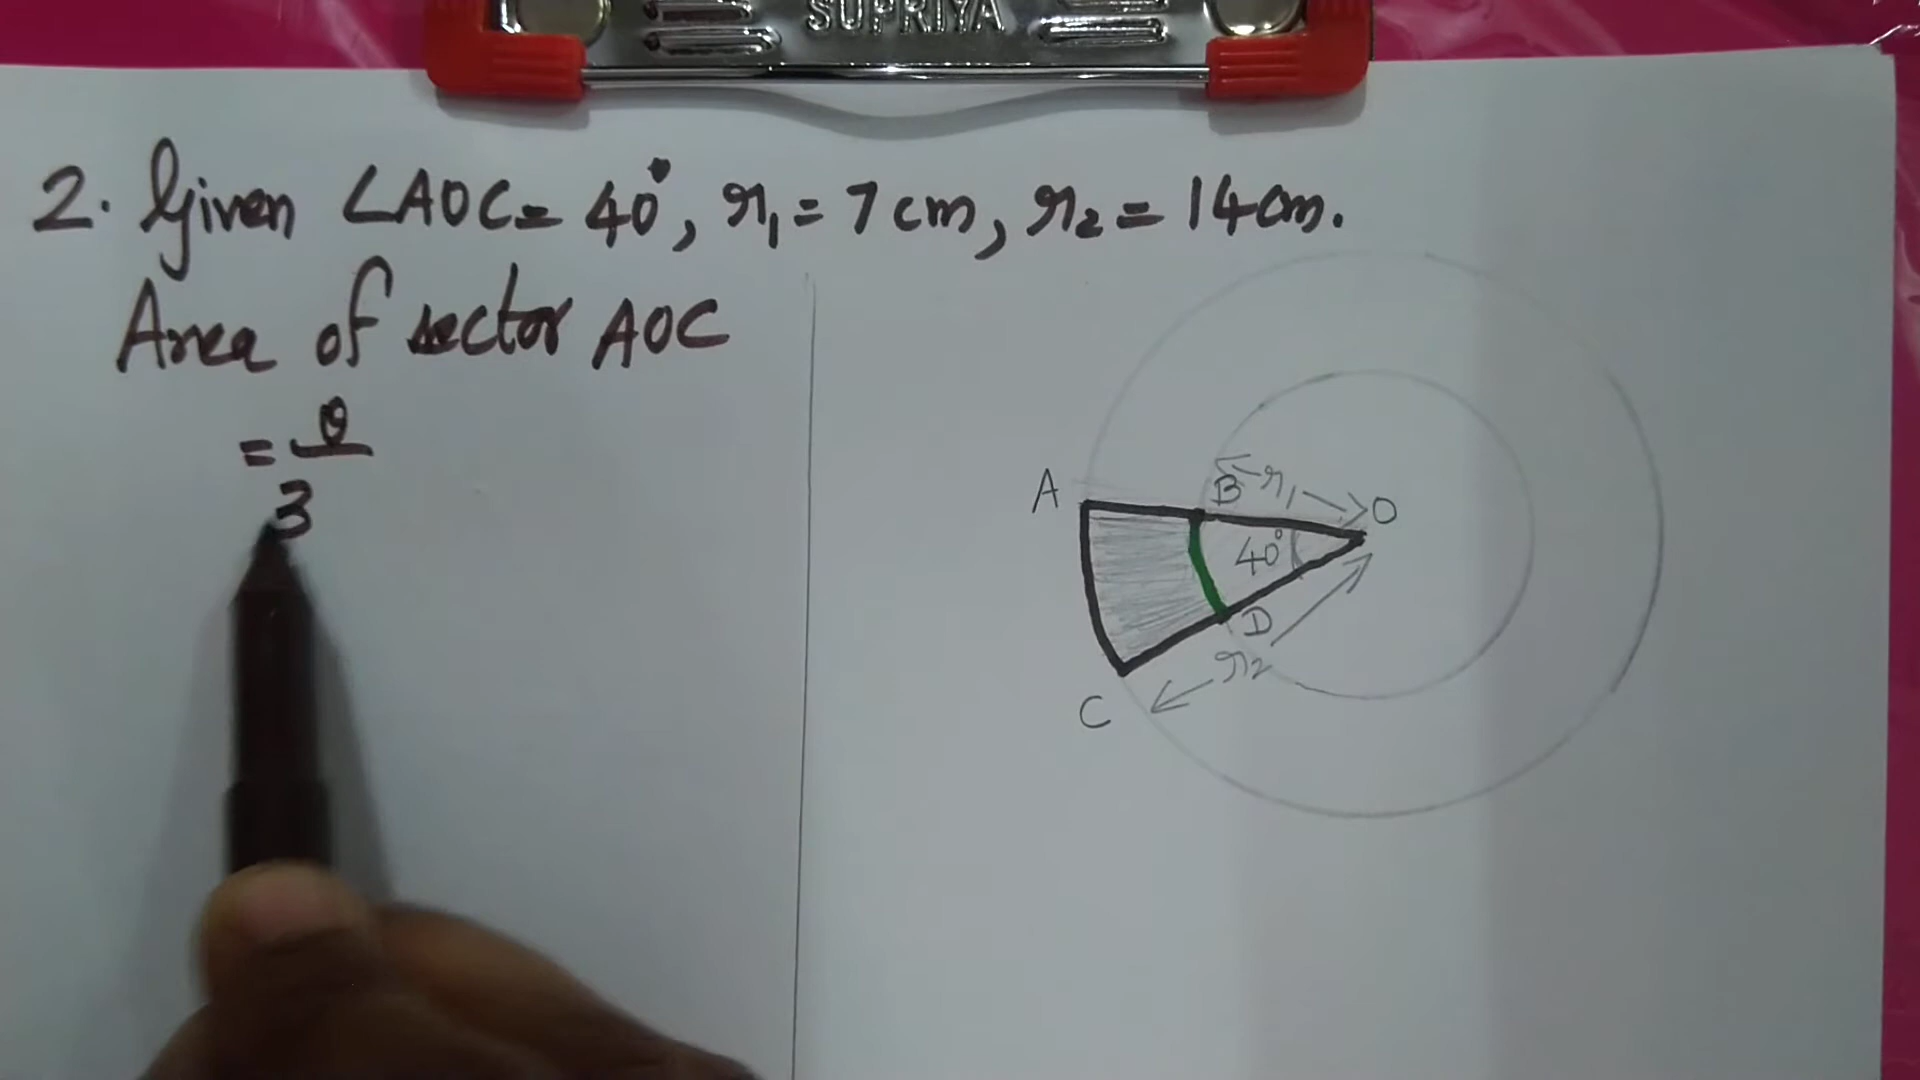 SUPRIYA
2. Given ∠AOC = 40°, r₁ = 7 cm, r₂ = 14 cm.
Area of sector AOC
= θ
3
A
B
r₁
O
40°
D
r₂
C